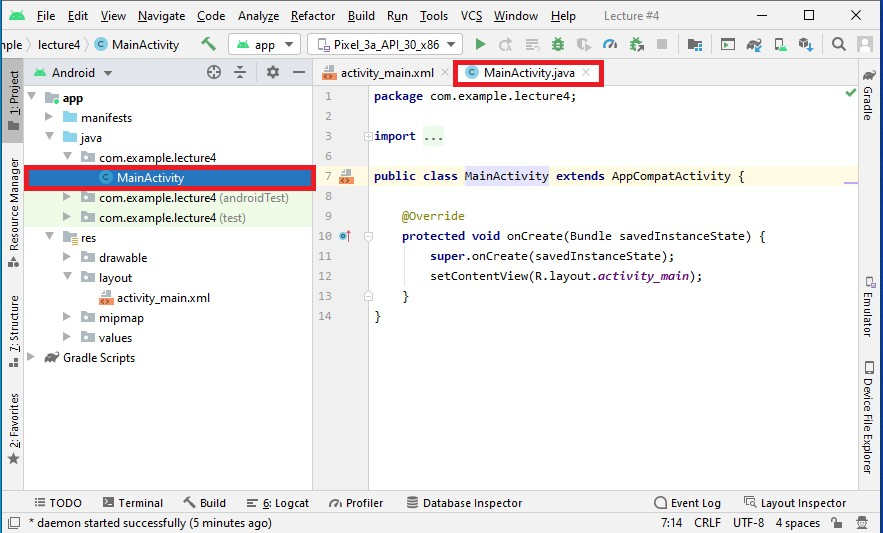 File Edit View Navigate Code Analyze Refactor Build Run Tools VCS Window Help Lecture #4
lecture4 MainActivity app Pixel_3a_API_30_x86
1: Project
Resource Manager
7: Structure
2: Favorites
Android
app
manifests
java
com.example.lecture4
MainActivity
com.example.lecture4 (androidTest)
com.example.lecture4 (test)
res
drawable
layout
activity_main.xml
mipmap
values
Gradle Scripts
activity_main.xml MainActivity.java
1 package com.example.lecture4;
2
3 import ...
6
7 public class MainActivity extends AppCompatActivity {
8
9 @Override
10 protected void onCreate(Bundle savedInstanceState) {
11 super.onCreate(savedInstanceState);
12 setContentView(R.layout.activity_main);
13 }
14 }
Gradle
Emulator
Device File Explorer
TODO Terminal Build 6: Logcat Profiler Database Inspector Event Log Layout Inspector
* daemon started successfully (5 minutes ago) 7:14 CRLF UTF-8 4 spaces